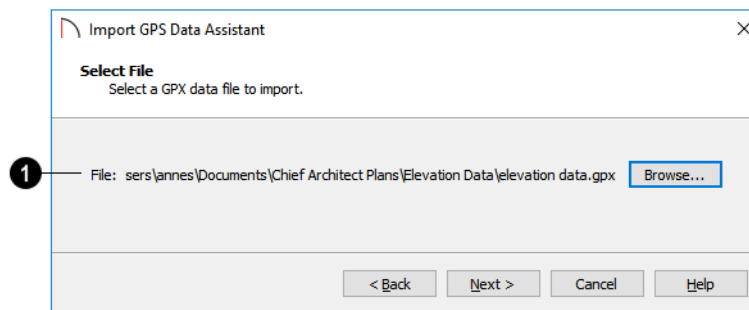 Import GPS Data Assistant
Select File
Select a GPX data file to import.
1
File: sers\annes\Documents\Chief Architect Plans\Elevation Data\elevation data.gpx Browse...
< Back Next > Cancel Help